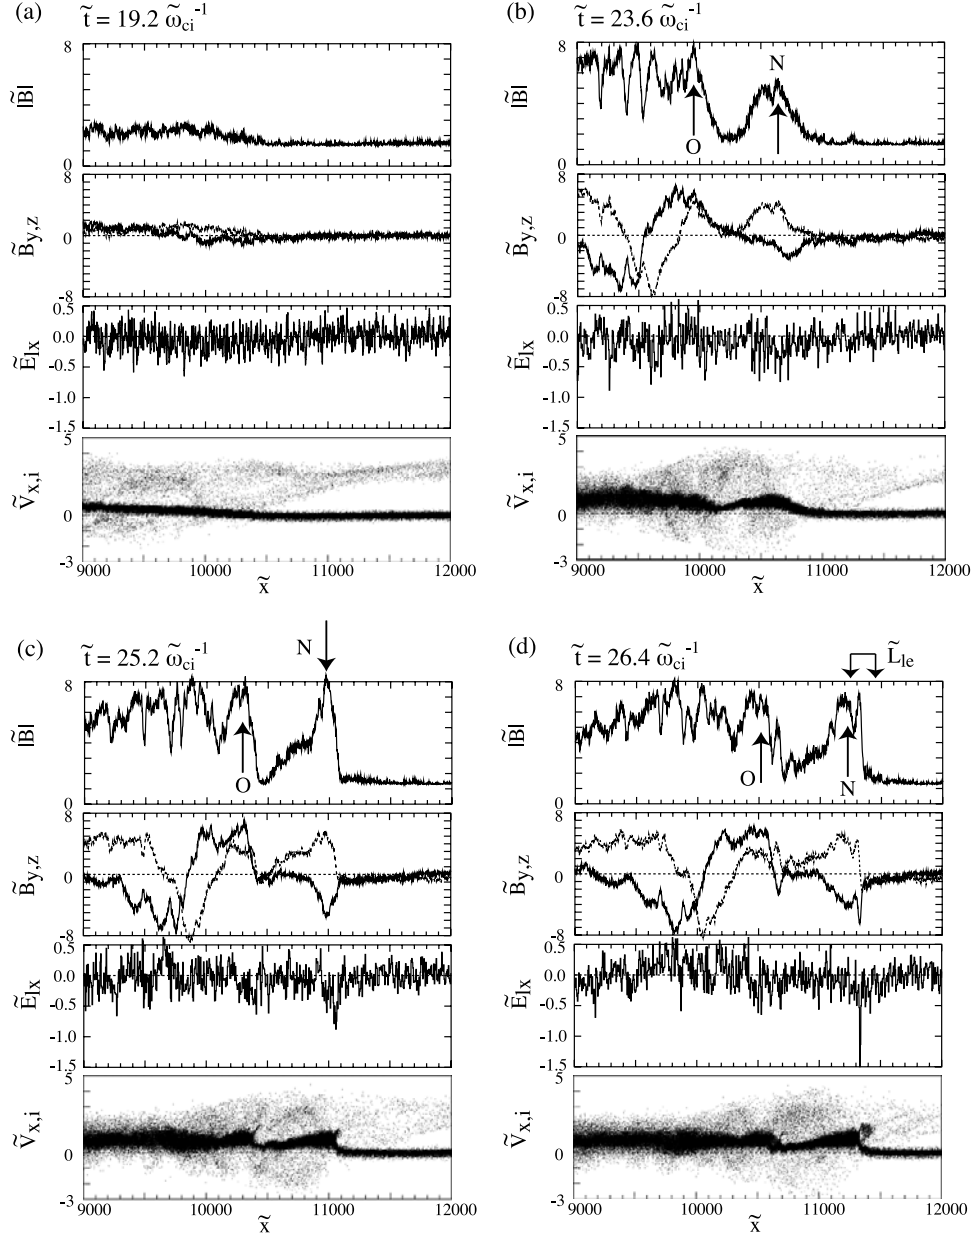 (a) t̃ = 19.2 ω̃ci⁻¹
8
|B̃|
0
8
B̃y,z
0
-8
0.5
0.0
ẼIx
-0.5
-1.0
-1.5
5
Ṽx,i
0
-3
9000 10000 11000 12000
x̃
(b) t̃ = 23.6 ω̃ci⁻¹
8
N
|B̃|
O
0
8
B̃y,z
0
-8
0.5
0.0
ẼIx
-0.5
-1.0
-1.5
5
Ṽx,i
0
-3
9000 10000 11000 12000
x̃
(c) N
t̃ = 25.2 ω̃ci⁻¹
8
|B̃|
O
0
8
B̃y,z
0
-8
0.5
0.0
ẼIx
-0.5
-1.0
-1.5
5
Ṽx,i
0
-3
9000 10000 11000 12000
x̃
(d) t̃ = 26.4 ω̃ci⁻¹ L̃le
8
|B̃|
O N
0
8
B̃y,z
0
-8
0.5
0.0
ẼIx
-0.5
-1.0
-1.5
5
Ṽx,i
0
-3
9000 10000 11000 12000
x̃